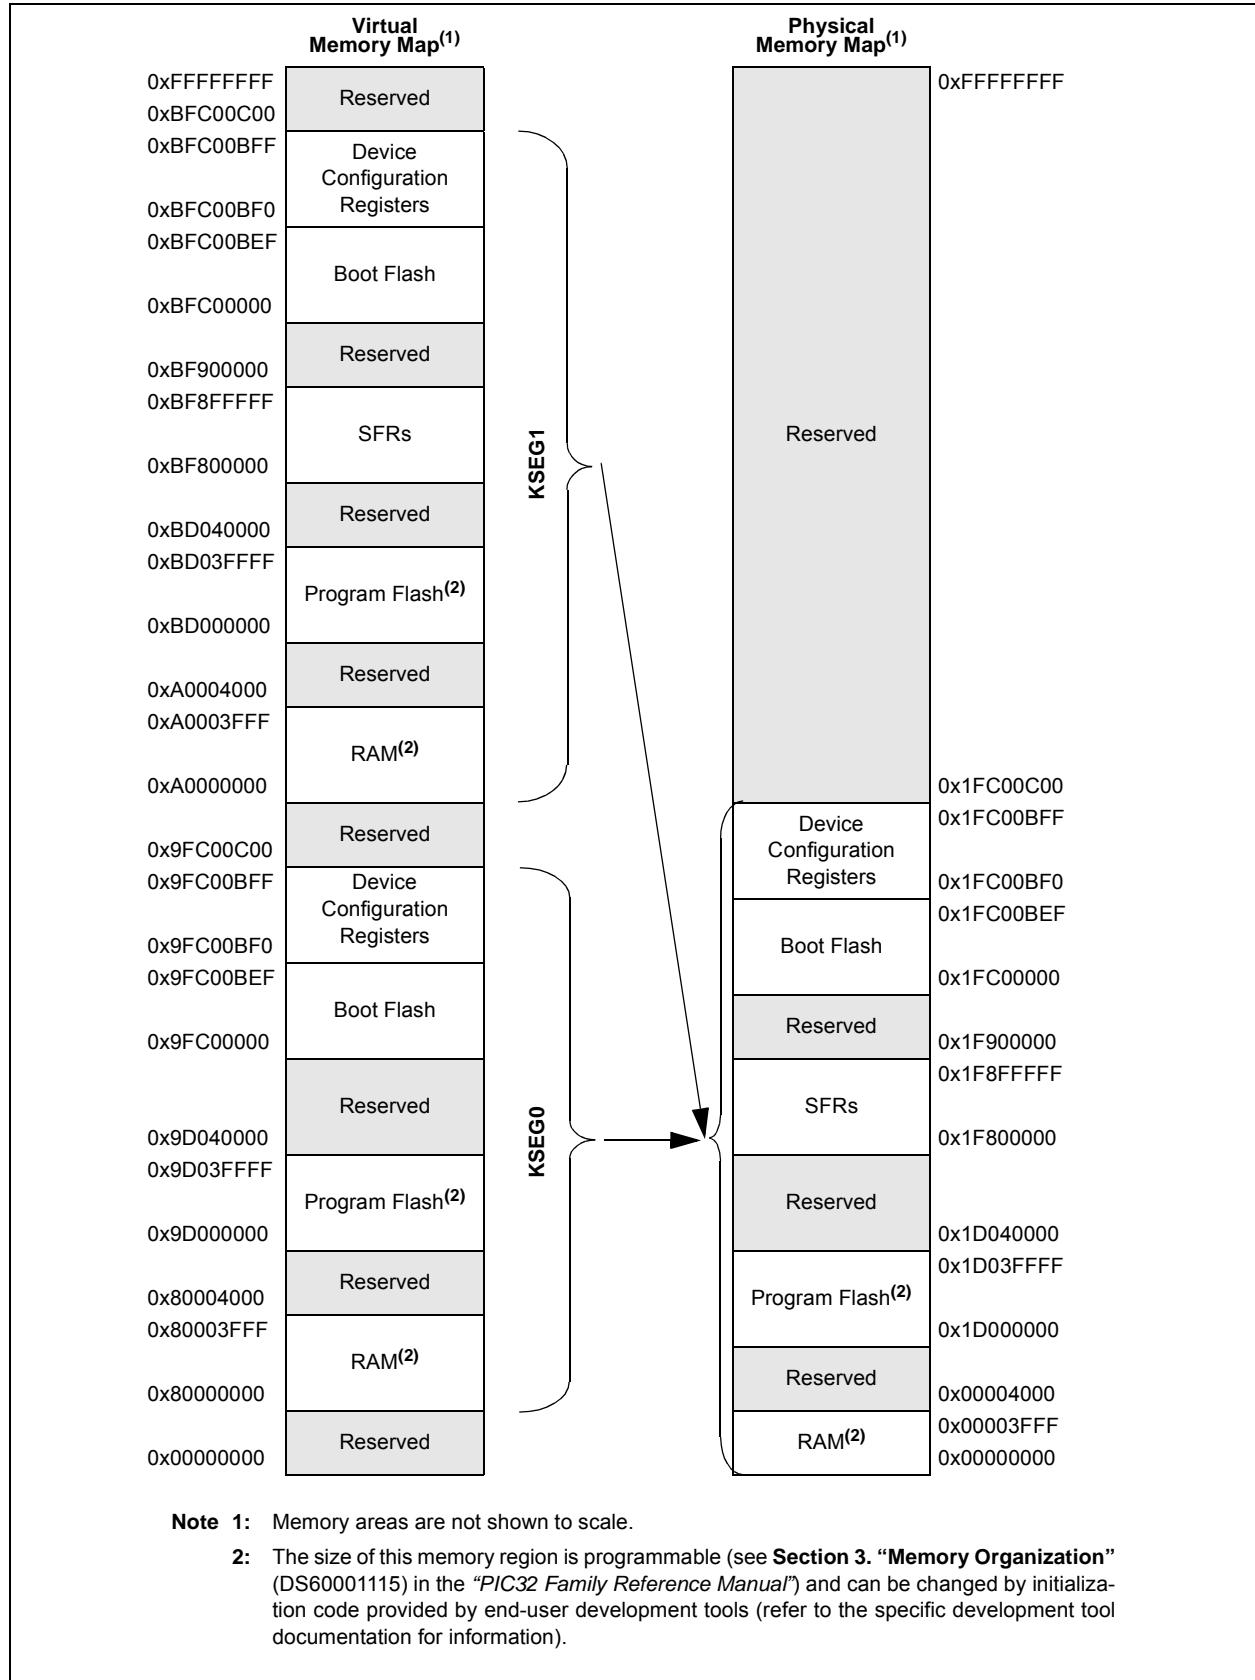 Virtual
Memory Map(1)
0xFFFFFFFF
Reserved
0xBFC00C00
0xBFC00BFF
Device
Configuration
Registers
0xBFC00BF0
0xBFC00BEF
Boot Flash
0xBFC00000
Reserved
0xBF900000
0xBF8FFFFF
SFRs
0xBF800000
Reserved
0xBD040000
0xBD03FFFF
Program Flash(2)
0xBD000000
Reserved
0xA0004000
0xA0003FFF
RAM(2)
0xA0000000
Reserved
0x9FC00C00
0x9FC00BFF
Device
Configuration
Registers
0x9FC00BF0
0x9FC00BEF
Boot Flash
0x9FC00000
Reserved
0x9D040000
0x9D03FFFF
Program Flash(2)
0x9D000000
Reserved
0x80004000
0x80003FFF
RAM(2)
0x80000000
Reserved
0x00000000
KSEG1
KSEG0
Physical
Memory Map(1)
0xFFFFFFFF
Reserved
0x1FC00C00
0x1FC00BFF
Device
Configuration
Registers
0x1FC00BF0
0x1FC00BEF
Boot Flash
0x1FC00000
Reserved
0x1F900000
0x1F8FFFFF
SFRs
0x1F800000
Reserved
0x1D040000
0x1D03FFFF
Program Flash(2)
0x1D000000
Reserved
0x00004000
0x00003FFF
RAM(2)
0x00000000
Note 1: Memory areas are not shown to scale.
2: The size of this memory region is programmable (see Section 3. “Memory Organization”
(DS60001115) in the “PIC32 Family Reference Manual”) and can be changed by initializa-
tion code provided by end-user development tools (refer to the specific development tool
documentation for information).